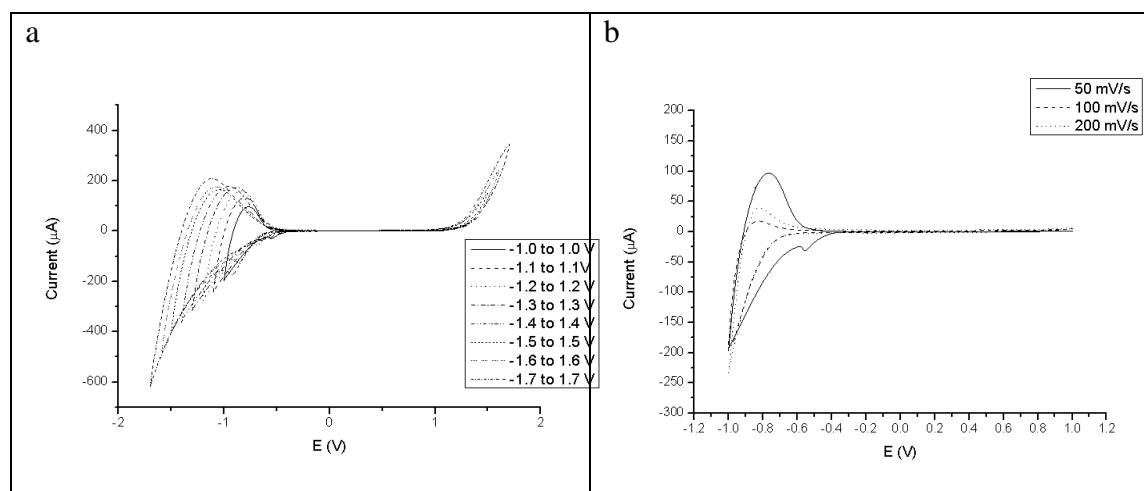 a
400
200
0
-200
-400
-600
Current (μA)
-2
-1
0
1
2
E (V)
-1.0 to 1.0 V
-1.1 to 1.1V
-1.2 to 1.2 V
-1.3 to 1.3 V
-1.4 to 1.4 V
-1.5 to 1.5 V
-1.6 to 1.6 V
-1.7 to 1.7 V
b
50 mV/s
100 mV/s
200 mV/s
200
150
100
50
0
-50
-100
-150
-200
-250
-300
Current (μA)
-1.2 -1.0 -0.8 -0.6 -0.4 -0.2 0.0 0.2 0.4 0.6 0.8 1.0 1.2
E (V)